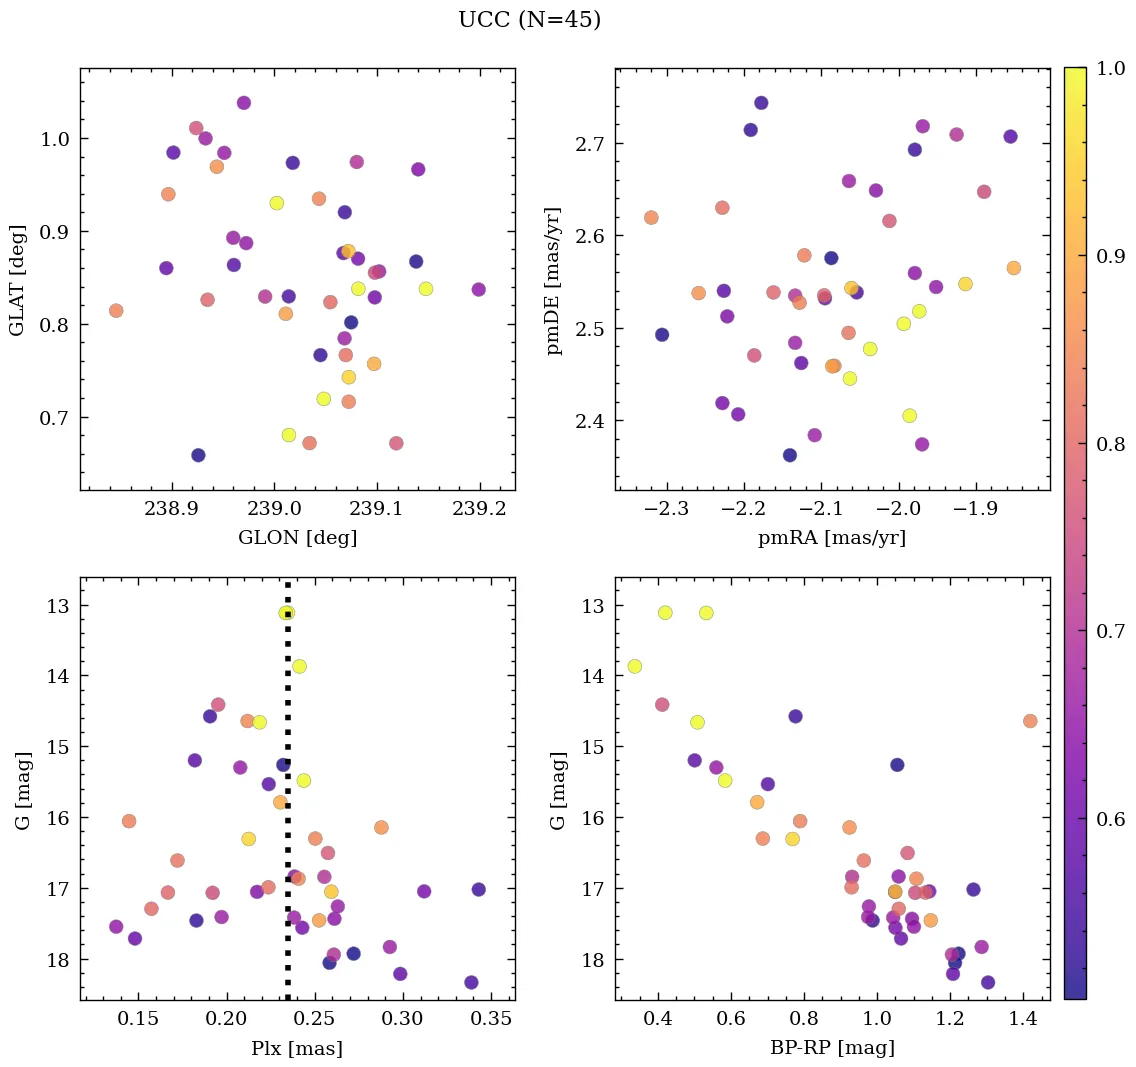 UCC (N=45)
1.0
0.9
0.8
0.7
GLAT [deg]
238.9 239.0 239.1 239.2
GLON [deg]
2.7
2.6
2.5
2.4
pmDE [mas/yr]
−2.3 −2.2 −2.1 −2.0 −1.9
pmRA [mas/yr]
1.0
0.9
0.8
0.7
0.6
13
14
15
16
17
18
G [mag]
0.15 0.20 0.25 0.30 0.35
Plx [mas]
13
14
15
16
17
18
G [mag]
0.4 0.6 0.8 1.0 1.2 1.4
BP-RP [mag]